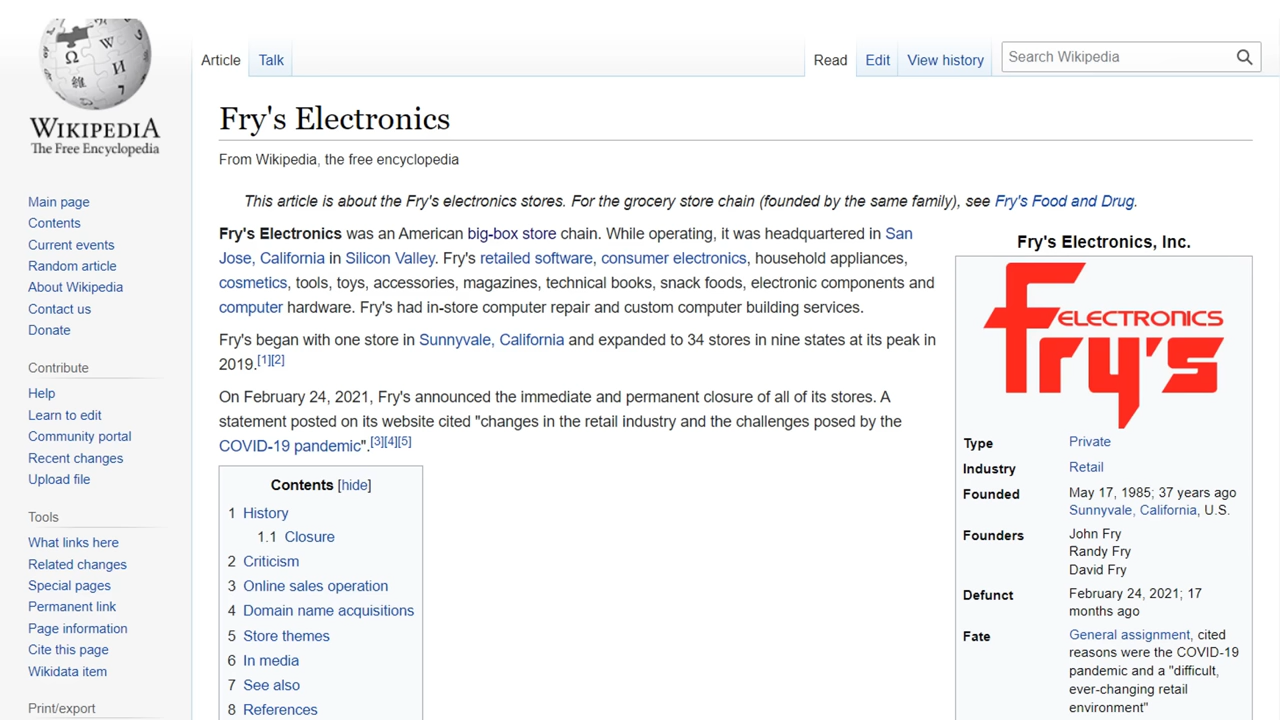 WIKIPEDIA
The Free Encyclopedia
Main page
Contents
Current events
Random article
About Wikipedia
Contact us
Donate
Contribute
Help
Learn to edit
Community portal
Recent changes
Upload file
Tools
What links here
Related changes
Special pages
Permanent link
Page information
Cite this page
Wikidata item
Print/export
Article Talk
Read Edit View history
Search Wikipedia
Fry's Electronics
From Wikipedia, the free encyclopedia
This article is about the Fry's electronics stores. For the grocery store chain (founded by the same family), see Fry's Food and Drug.
Fry's Electronics was an American big-box store chain. While operating, it was headquartered in San
Jose, California in Silicon Valley. Fry's retailed software, consumer electronics, household appliances,
cosmetics, tools, toys, accessories, magazines, technical books, snack foods, electronic components and
computer hardware. Fry's had in-store computer repair and custom computer building services.
Fry's began with one store in Sunnyvale, California and expanded to 34 stores in nine states at its peak in
2019.[1][2]
On February 24, 2021, Fry's announced the immediate and permanent closure of all of its stores. A
statement posted on its website cited "changes in the retail industry and the challenges posed by the
COVID-19 pandemic".[3][4][5]
Contents [hide]
1 History
1.1 Closure
2 Criticism
3 Online sales operation
4 Domain name acquisitions
5 Store themes
6 In media
7 See also
8 References
Fry's Electronics, Inc.
ELECTRONICS
Fry's
Type Private
Industry Retail
Founded May 17, 1985; 37 years ago
Sunnyvale, California, U.S.
Founders John Fry
Randy Fry
David Fry
Defunct February 24, 2021; 17
months ago
Fate General assignment, cited
reasons were the COVID-19
pandemic and a "difficult,
ever-changing retail
environment"